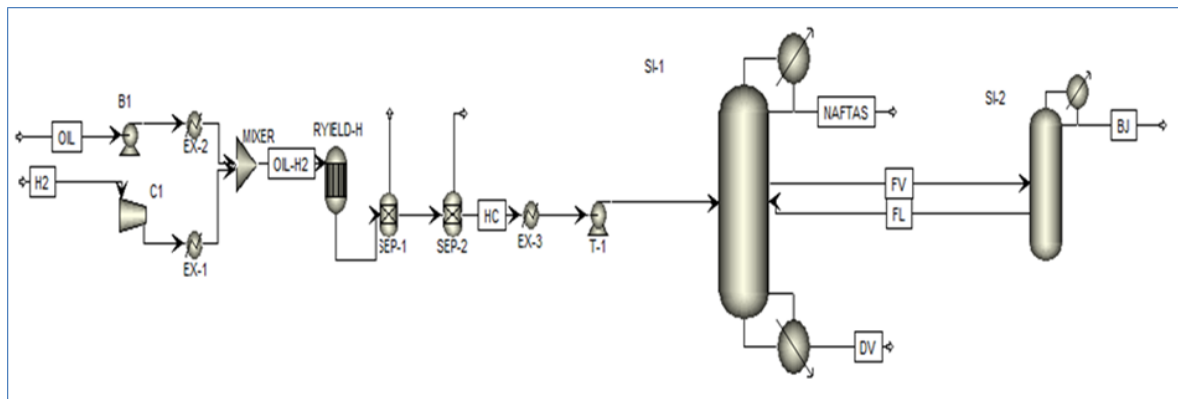 SI-1
SI-2
B1
OIL
EX-2
MIXER
RYIELD-H
NAFTAS
BJ
OIL-H2
H2
C1
FV
FL
HC
SEP-1
SEP-2
EX-3
T-1
EX-1
DV